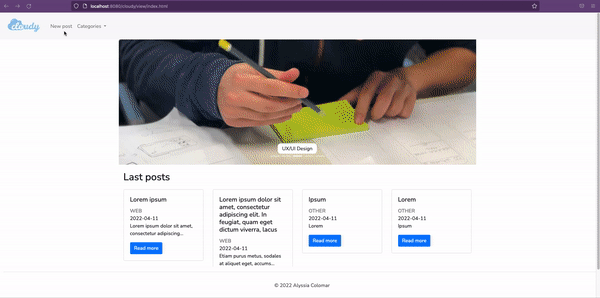 localhost:8080/cloudy/view/index.html
cloudy
New post
Categories
UX/UI Design
Last posts
Lorem ipsum
WEB
2022-04-11
Lorem ipsum dolor sit amet,
consectetur adipiscing...
Read more
Lorem ipsum dolor sit
amet, consectetur
adipiscing elit. In
feugiat, quam eget
dictum viverra, lacus
WEB
2022-04-11
Etiam purus metus, sodales
at aliquet eget, accums...
Ipsum
OTHER
2022-04-11
Lorem
Read more
Lorem
OTHER
2022-04-11
Ipsum
Read more
© 2022 Alyssia Colomar